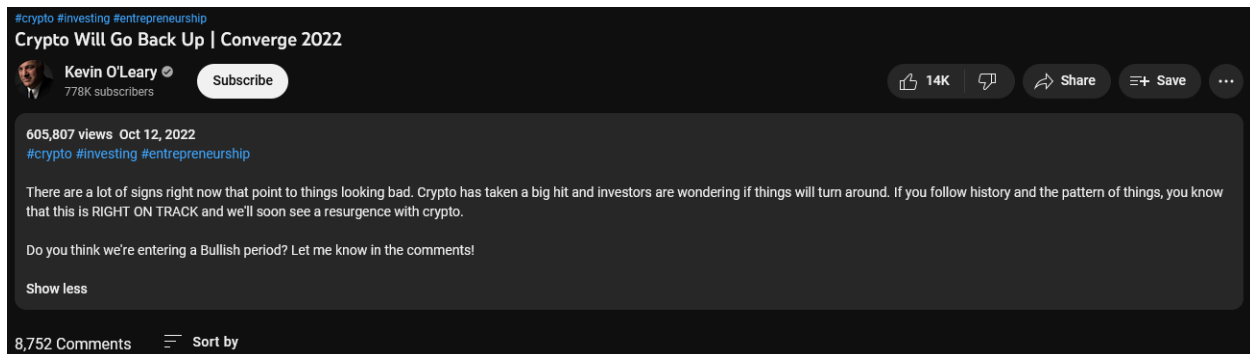 #crypto #investing #entrepreneurship
Crypto Will Go Back Up | Converge 2022
Kevin O'Leary
778K subscribers
Subscribe
14K
Share
Save
605,807 views Oct 12, 2022
#crypto #investing #entrepreneurship
There are a lot of signs right now that point to things looking bad. Crypto has taken a big hit and investors are wondering if things will turn around. If you follow history and the pattern of things, you know
that this is RIGHT ON TRACK and we'll soon see a resurgence with crypto.
Do you think we're entering a Bullish period? Let me know in the comments!
Show less
8,752 Comments
Sort by